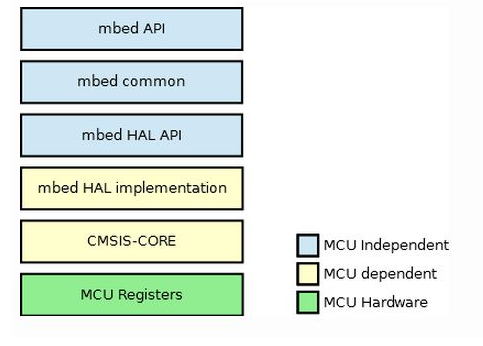 mbed API
mbed common
mbed HAL API
mbed HAL implementation
CMSIS-CORE
MCU Registers
MCU Independent
MCU dependent
MCU Hardware